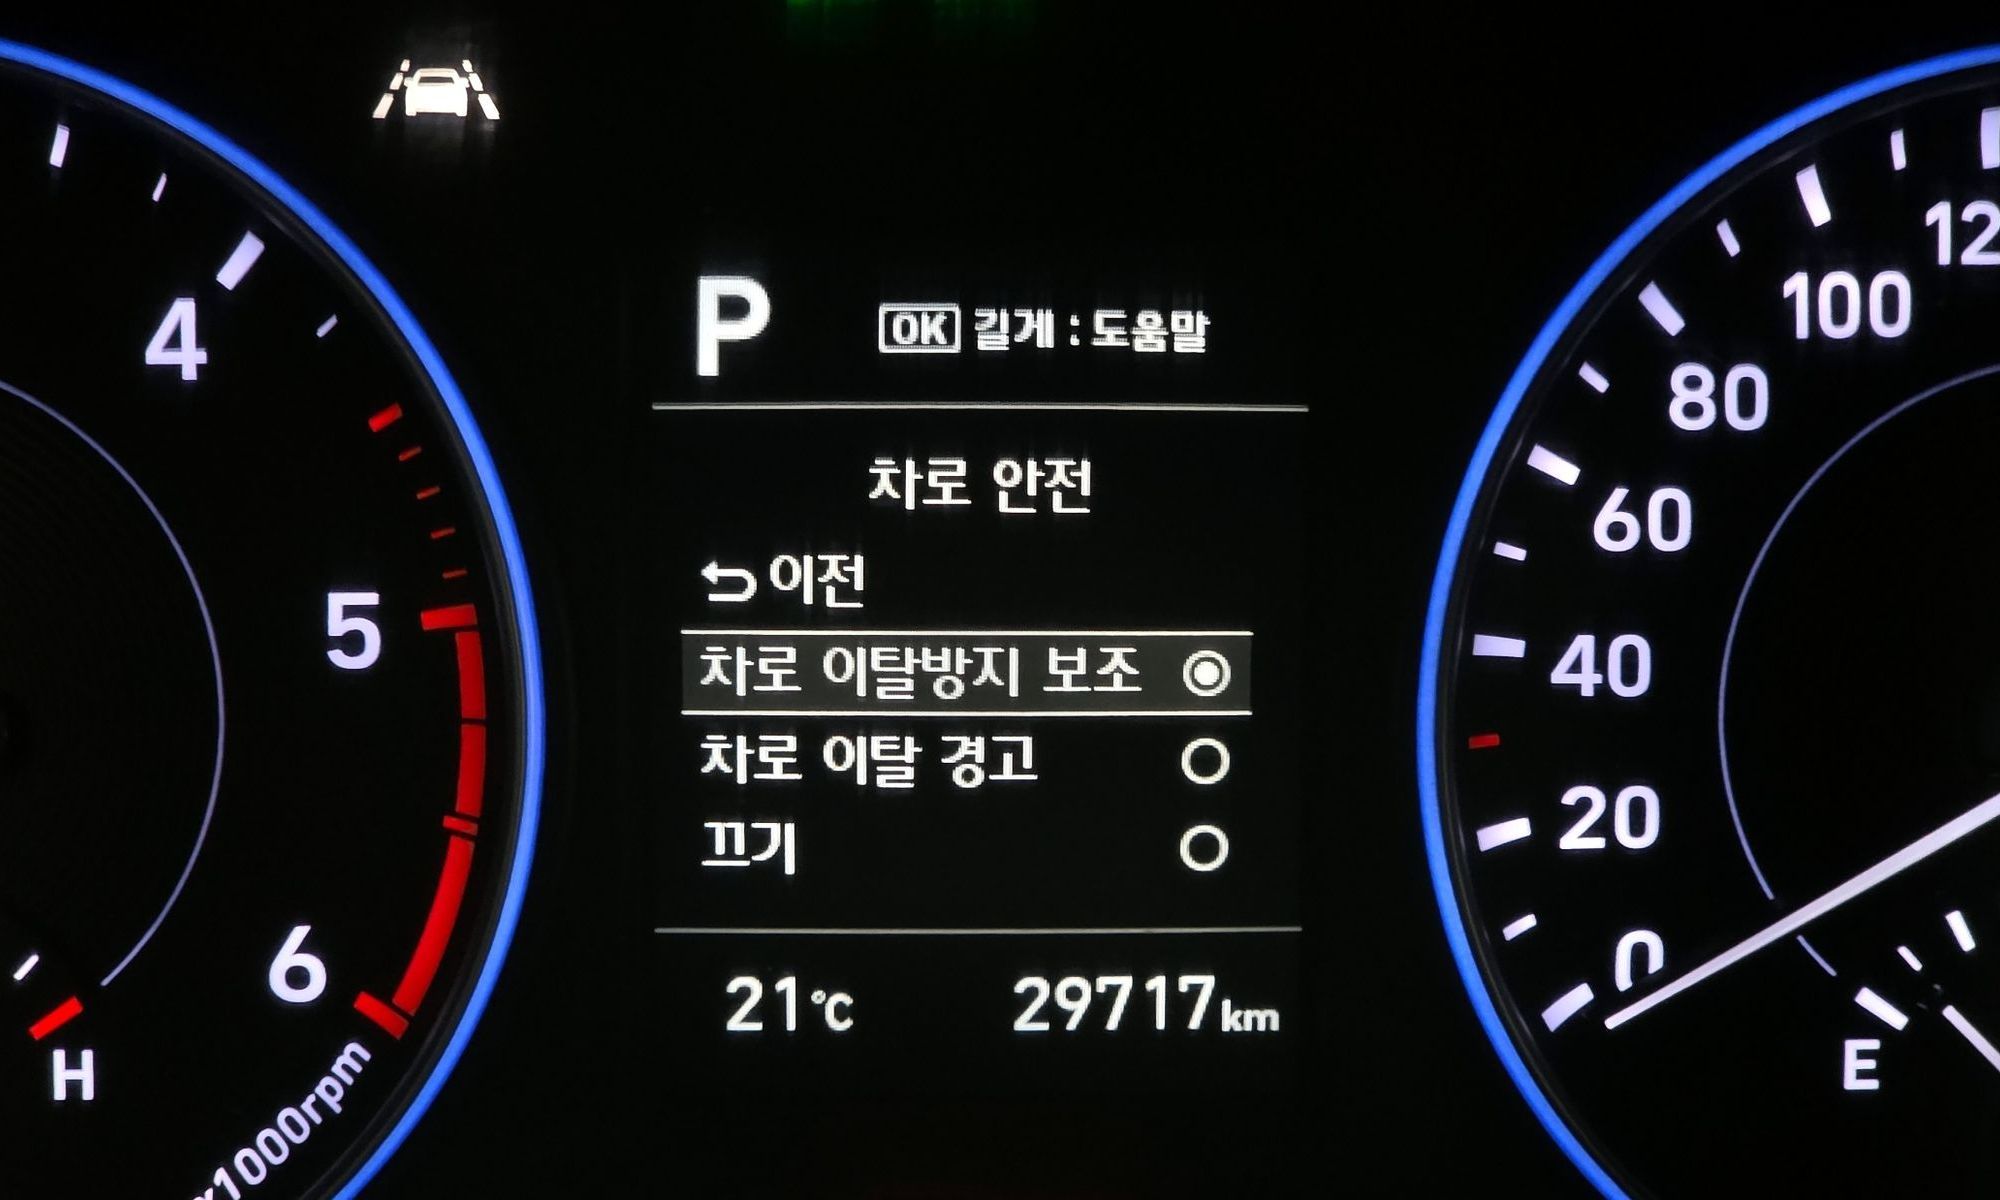 P
OK 길게 : 도움말
차로 안전
이전
차로 이탈방지 보조
차로 이탈 경고
끄기
21°C 29717km
4
5
6
x1000rpm
H
120
100
80
60
40
20
0
E